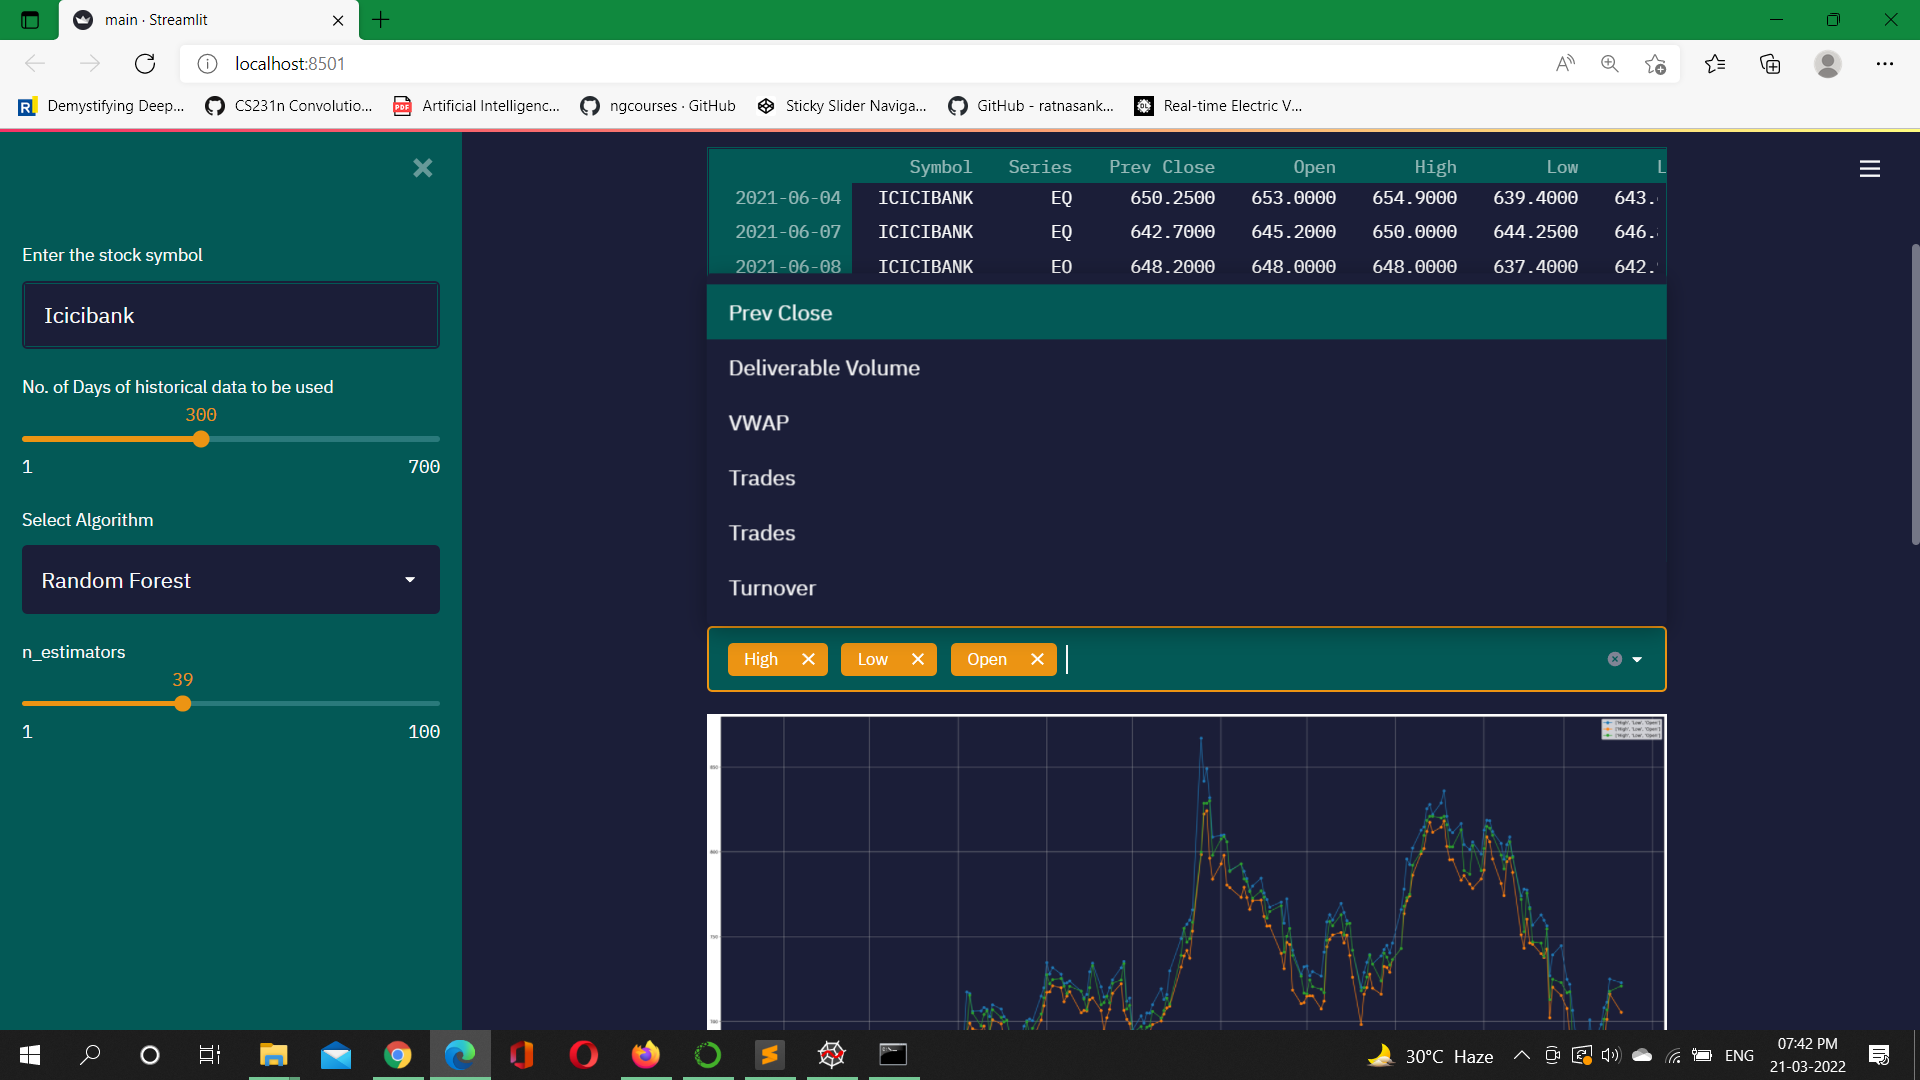 main · Streamlit
localhost:8501
Demystifying Deep...
CS231n Convolutio...
Artificial Intelligenc...
ngcourses · GitHub
Sticky Slider Naviga...
GitHub - ratnasank...
Real-time Electric V...
Enter the stock symbol
Icicibank
No. of Days of historical data to be used
300
1 700
Select Algorithm
Random Forest
n_estimators
39
1 100
Symbol Series Prev Close Open High Low
2021-06-04 ICICIBANK EQ 650.2500 653.0000 654.9000 639.4000 643.
2021-06-07 ICICIBANK EQ 642.7000 645.2000 650.0000 644.2500 646.
2021-06-08 ICICIBANK EQ 648.2000 648.0000 648.0000 637.4000 642.
Prev Close
Deliverable Volume
VWAP
Trades
Trades
Turnover
High Low Open
30°C Haze
ENG
07:42 PM
21-03-2022